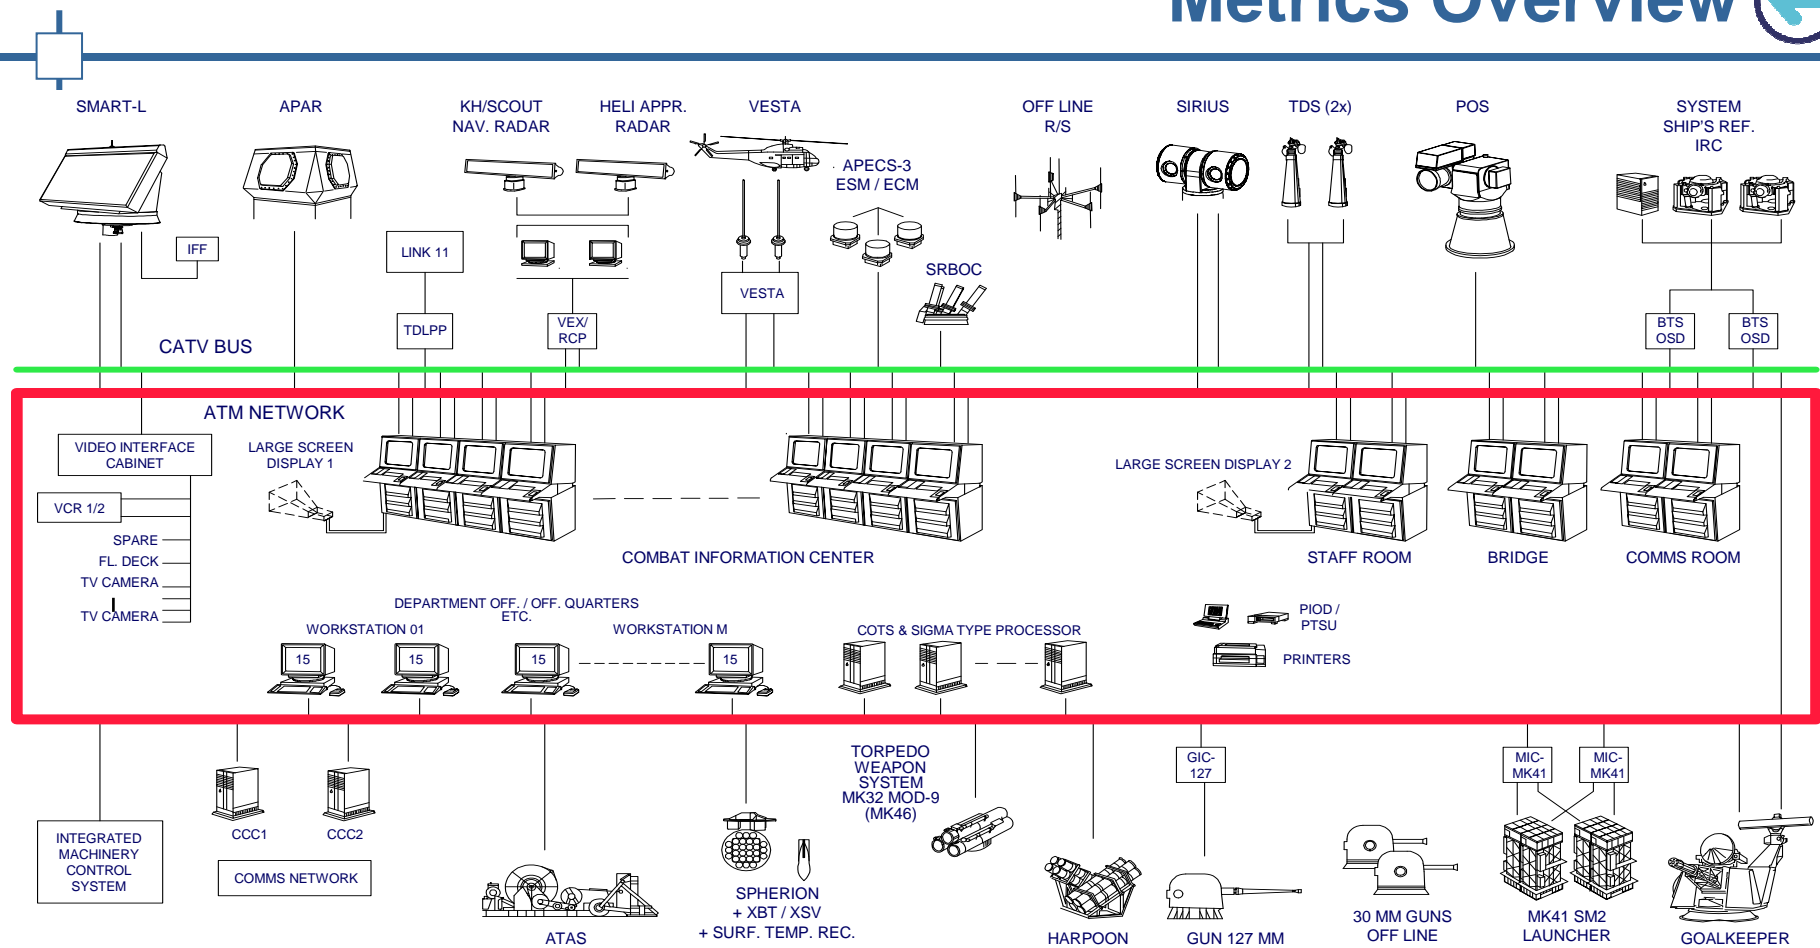 Metrics Overview
SMART-L
APAR
KH/SCOUT
NAV. RADAR
HELI APPR.
RADAR
VESTA
OFF LINE
R/S
SIRIUS
TDS (2x)
POS
SYSTEM
SHIP'S REF.
IRC
APECS-3
ESM / ECM
IFF
LINK 11
SRBOC
VESTA
TDLPP
VEX/
RCP
BTS
OSD
BTS
OSD
CATV BUS
ATM NETWORK
VIDEO INTERFACE
CABINET
LARGE SCREEN
DISPLAY 1
LARGE SCREEN DISPLAY 2
VCR 1/2
SPARE
FL. DECK
TV CAMERA
TV CAMERA
COMBAT INFORMATION CENTER
STAFF ROOM
BRIDGE
COMMS ROOM
DEPARTMENT OFF. / OFF. QUARTERS
ETC.
WORKSTATION 01
WORKSTATION M
COTS & SIGMA TYPE PROCESSOR
PIOD /
PTSU
PRINTERS
15
15
15
15
TORPEDO
WEAPON
SYSTEM
MK32 MOD-9
(MK46)
GIC-
127
MIC-
MK41
MIC-
MK41
INTEGRATED
MACHINERY
CONTROL
SYSTEM
CCC1
CCC2
COMMS NETWORK
ATAS
SPHERION
+ XBT / XSV
+ SURF. TEMP. REC.
HARPOON
GUN 127 MM
30 MM GUNS
OFF LINE
MK41 SM2
LAUNCHER
GOALKEEPER